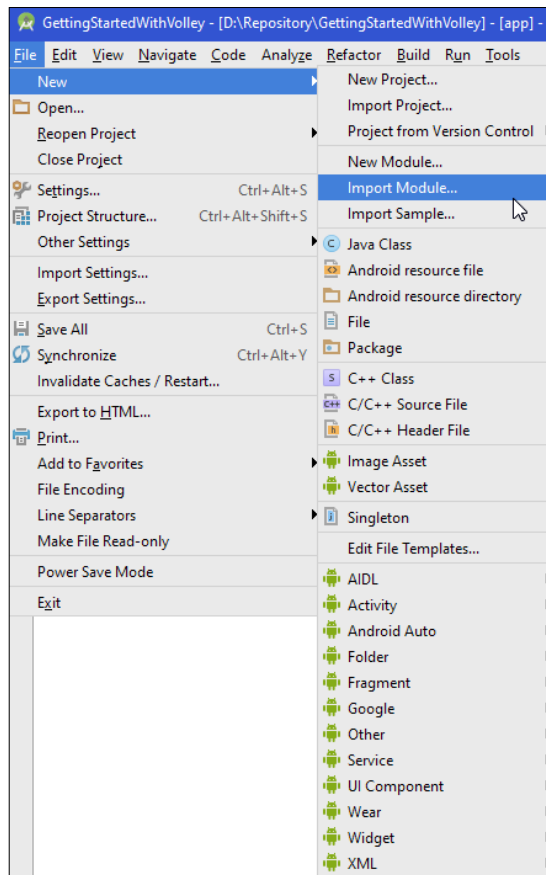 GettingStartedWithVolley - [D:\Repository\GettingStartedWithVolley] - [app] -
File Edit View Navigate Code Analyze Refactor Build Run Tools
New
Open...
Reopen Project
Close Project
Settings... Ctrl+Alt+S
Project Structure... Ctrl+Alt+Shift+S
Other Settings
Import Settings...
Export Settings...
Save All Ctrl+S
Synchronize Ctrl+Alt+Y
Invalidate Caches / Restart...
Export to HTML...
Print...
Add to Favorites
File Encoding
Line Separators
Make File Read-only
Power Save Mode
Exit
New Project...
Import Project...
Project from Version Control
New Module...
Import Module...
Import Sample...
C Java Class
Android resource file
Android resource directory
File
Package
S C++ Class
C++ C/C++ Source File
h C/C++ Header File
Image Asset
Vector Asset
Singleton
Edit File Templates...
AIDL
Activity
Android Auto
Folder
Fragment
Google
Other
Service
UI Component
Wear
Widget
XML